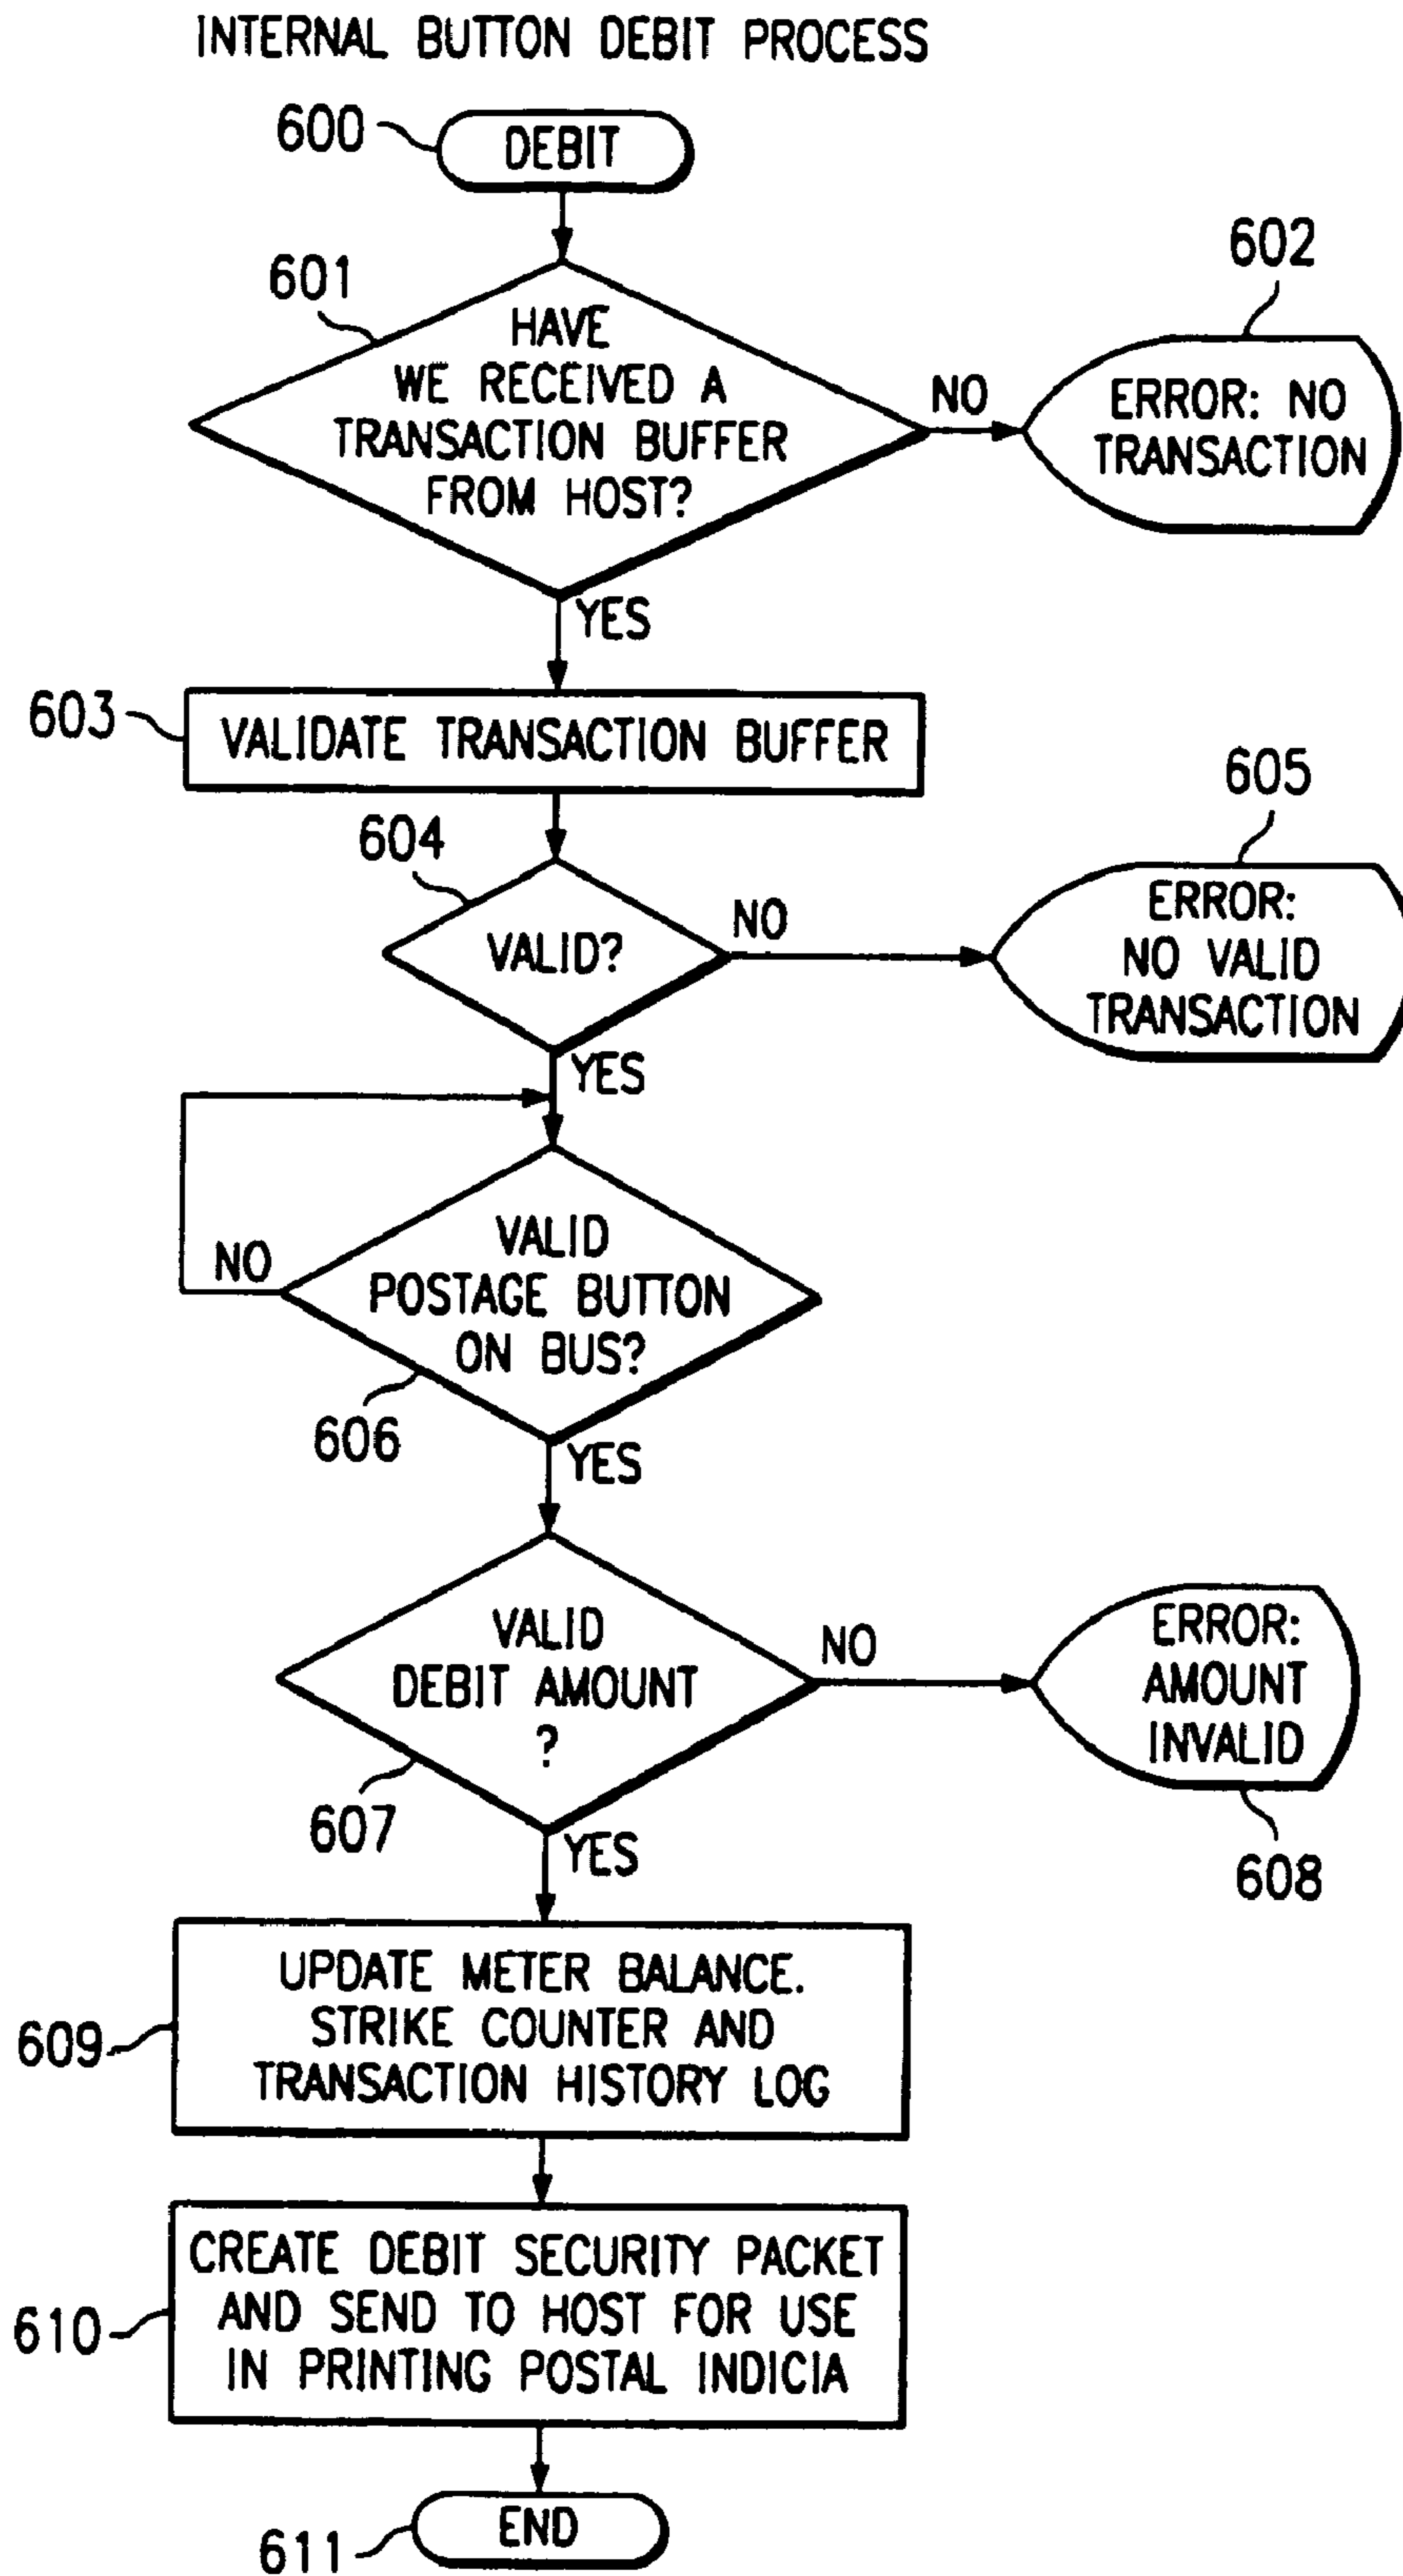 INTERNAL BUTTON DEBIT PROCESS
600
DEBIT
601
HAVE
WE RECEIVED A
TRANSACTION BUFFER
FROM HOST?
NO
602
ERROR: NO
TRANSACTION
YES
603
VALIDATE TRANSACTION BUFFER
604
VALID?
NO
605
ERROR:
NO VALID
TRANSACTION
YES
NO
VALID
POSTAGE BUTTON
ON BUS?
606
YES
VALID
DEBIT AMOUNT
?
607
NO
ERROR:
AMOUNT
INVALID
608
YES
609
UPDATE METER BALANCE.
STRIKE COUNTER AND
TRANSACTION HISTORY LOG
610
CREATE DEBIT SECURITY PACKET
AND SEND TO HOST FOR USE
IN PRINTING POSTAL INDICIA
611
END